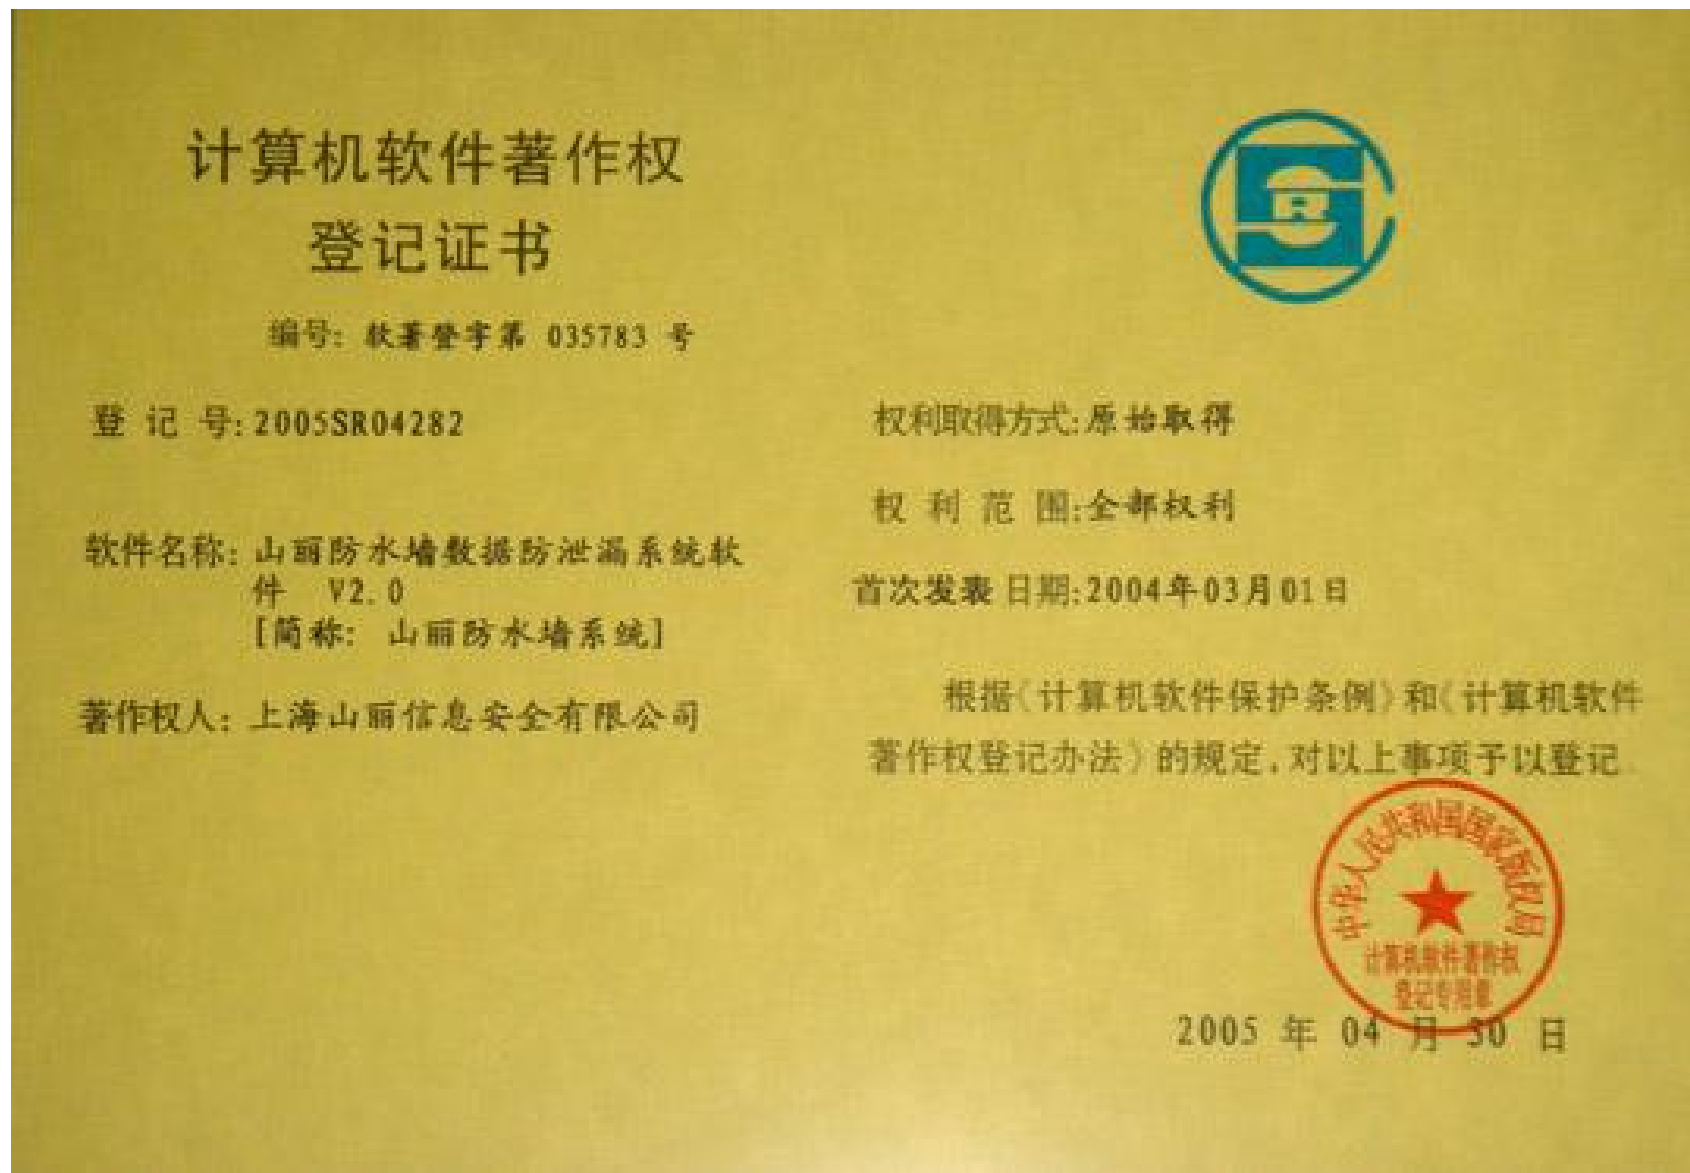 计算机软件著作权
登记证书
编号: 软著登字第 035783 号
登 记 号: 2005SR04282
软件名称: 山丽防水墙数据防泄漏系统软
件 V2.0
[简称: 山丽防水墙系统]
著作权人: 上海山丽信息安全有限公司
R
权利取得方式: 原始取得
权 利 范 围: 全部权利
首次发表日期: 2004年03月01日
根据《计算机软件保护条例》和《计算机软件
著作权登记办法》的规定,对以上事项予以登记.
中华人民共和国国家版权局
计算机软件著作权
登记专用章
2005 年 04 月 30 日